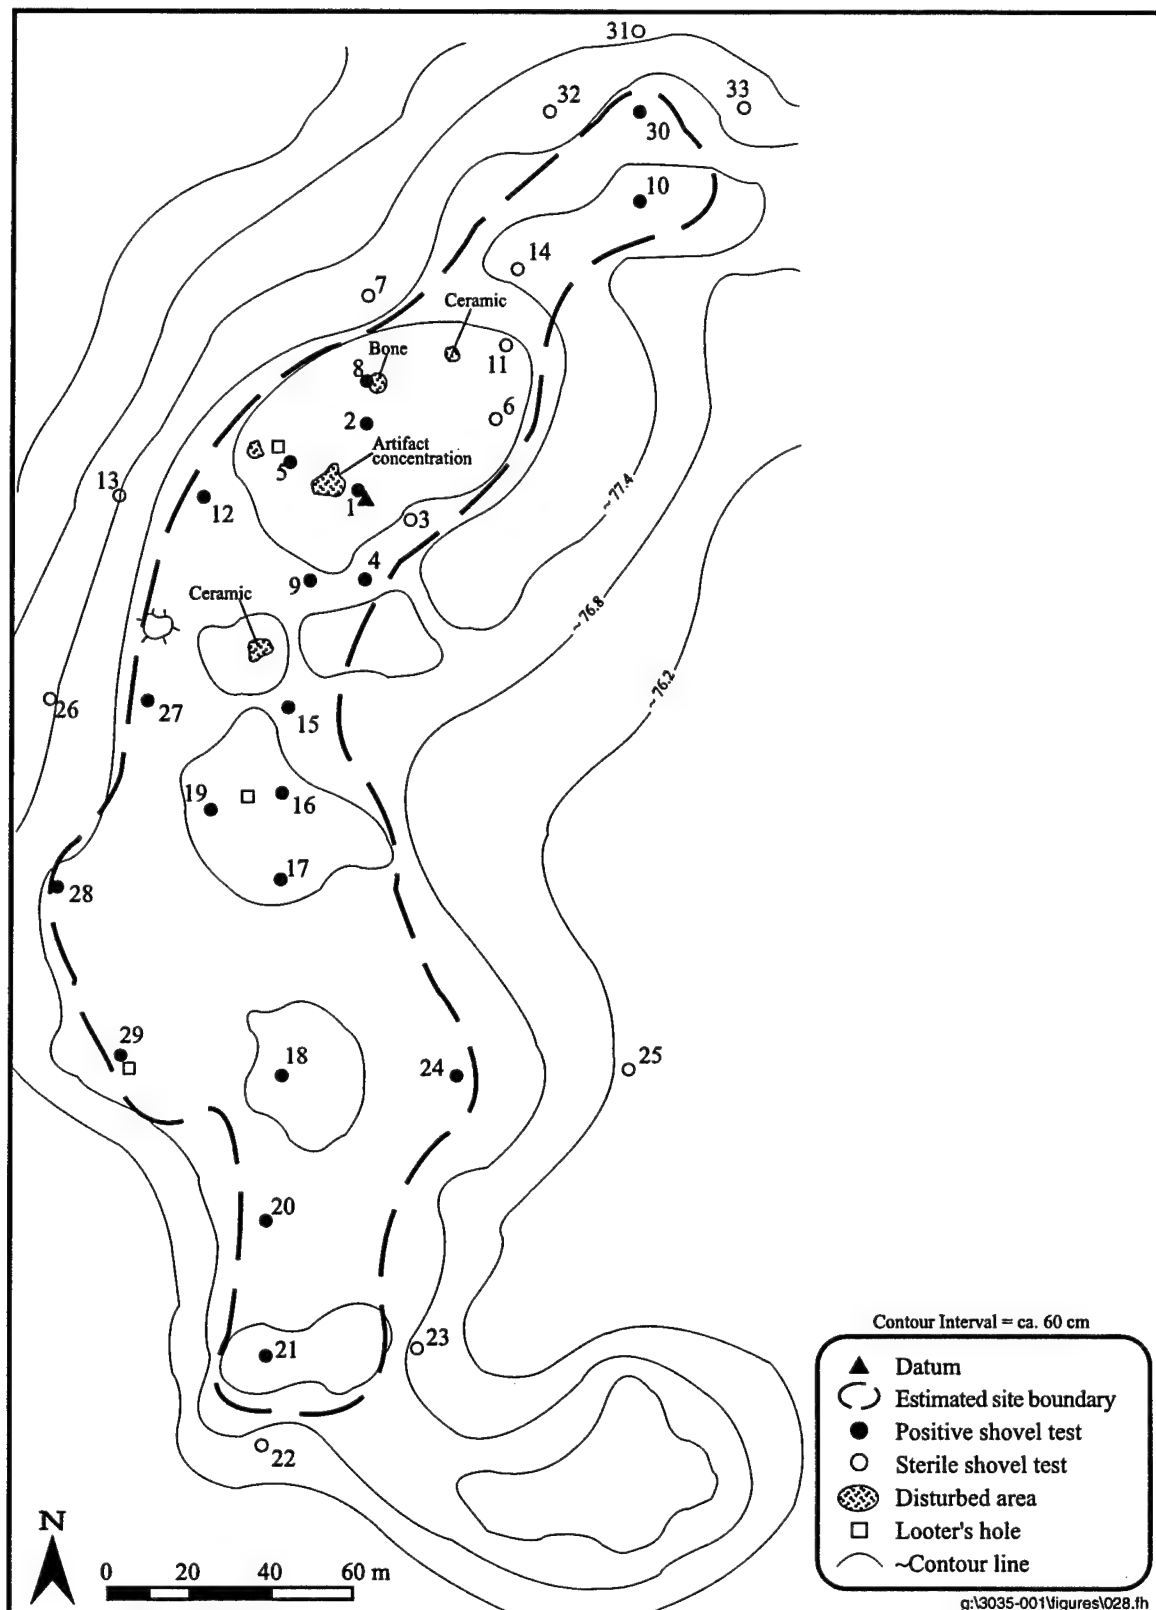 31
32
33
30
10
14
7
Ceramic
Bone
11
8
2
6
Artifact
concentration
5
13
12
1
3
~77.4
9
4
Ceramic
~76.8
~76.2
26
27
15
19
16
17
28
29
18
24
25
20
21
23
22
Contour Interval = ca. 60 cm
Datum
Estimated site boundary
Positive shovel test
Sterile shovel test
Disturbed area
Looter's hole
~Contour line
N
0 20 40 60 m
g:\3035-001\figures\028.fh